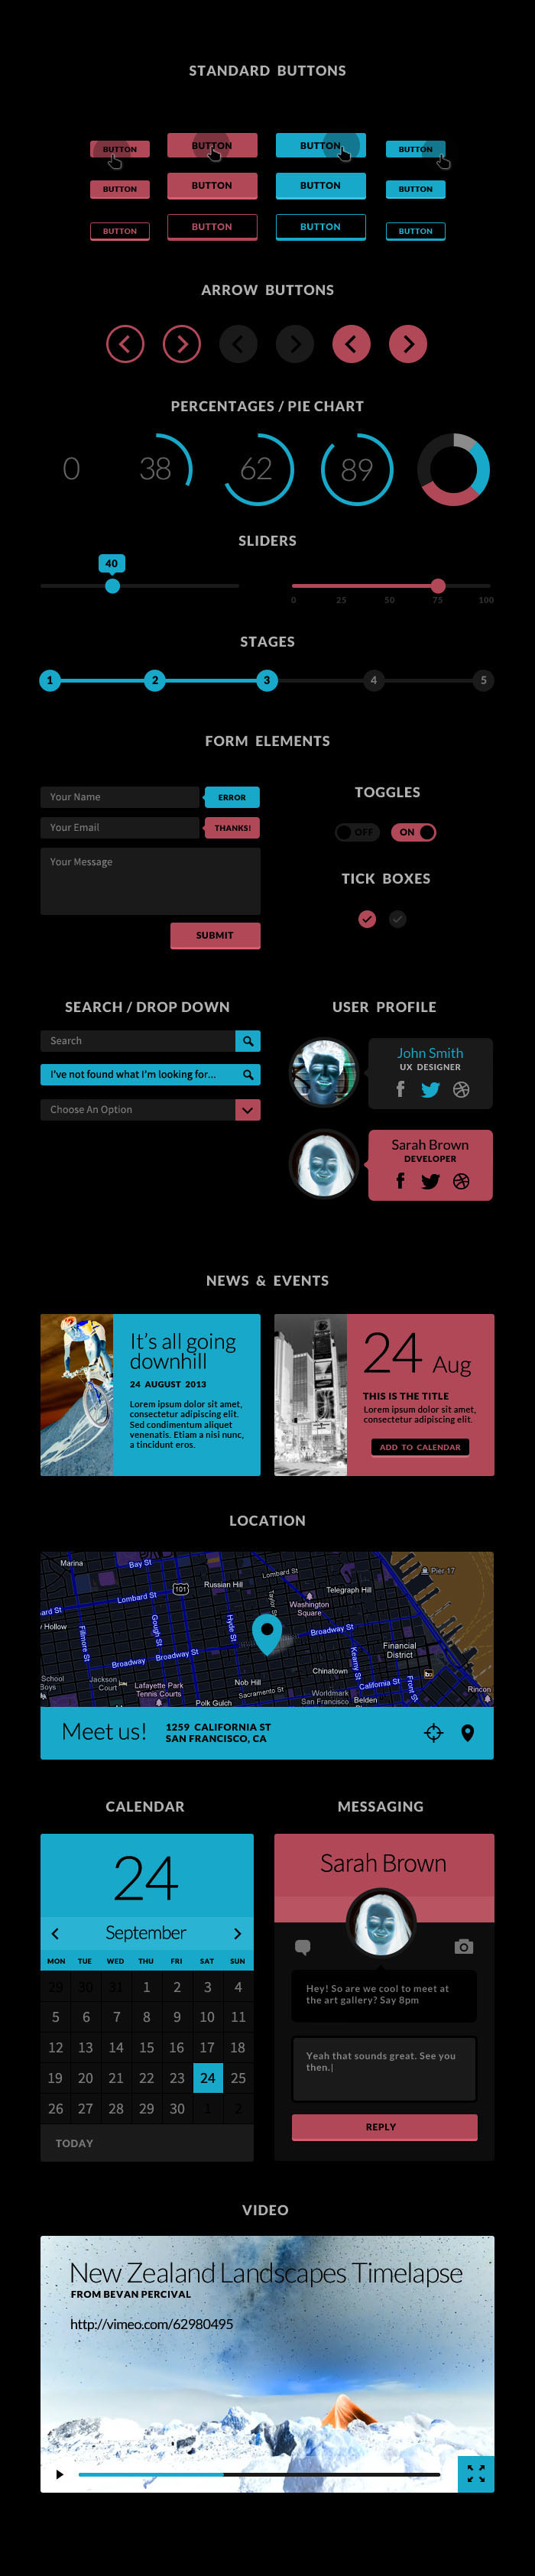 STANDARD BUTTONS
BUTTON BUTTON BUTTON BUTTON
BUTTON BUTTON BUTTON BUTTON
BUTTON BUTTON BUTTON BUTTON
ARROW BUTTONS
PERCENTAGES / PIE CHART
0 38 62 89
SLIDERS
40
0 25 50 75 100
STAGES
1 2 3 4 5
FORM ELEMENTS
Your Name
ERROR
Your Email
THANKS!
Your Message
SUBMIT
TOGGLES
OFF ON
TICK BOXES
SEARCH / DROP DOWN
Search
I've not found what I'm looking for...
Choose An Option
USER PROFILE
John Smith
UX DESIGNER
Sarah Brown
DEVELOPER
NEWS & EVENTS
It's all going
downhill
24 AUGUST 2013
Lorem ipsum dolor sit amet,
consectetur adipiscing elit.
Sed condimentum aliquet
venenatis. Etiam a nisi nunc,
a tincidunt eros.
24 Aug
THIS IS THE TITLE
Lorem ipsum dolor sit amet,
consectetur adipiscing elit.
ADD TO CALENDAR
LOCATION
Marina
Bay St
Lombard St
101
Russian Hill
Lombard St
Telegraph Hill
Pier 17
Washington
Square
Hollow
Fillmore St
Gough St
Hyde St
Taylor St
Broadway St
Broadway
Broadway St
Kearny St
Financial
District
Chinatown
School
Boys
Jackson
Court
Lafayette Park
Tennis Courts
Nob Hill
Sacramento St
California St
Front St
Polk Gulch
Worldmark
San Francisco
Belden
Rincon
Meet us!
1259 CALIFORNIA ST
SAN FRANCISCO, CA
CALENDAR
24
September
MON TUE WED THU FRI SAT SUN
29 30 31 1 2 3 4
5 6 7 8 9 10 11
12 13 14 15 16 17 18
19 20 21 22 23 24 25
26 27 28 29 30 1 2
TODAY
MESSAGING
Sarah Brown
Hey! So are we cool to meet at
the art gallery? Say 8pm
Yeah that sounds great. See you
then.|
REPLY
VIDEO
New Zealand Landscapes Timelapse
FROM BEVAN PERCIVAL
http://vimeo.com/62980495